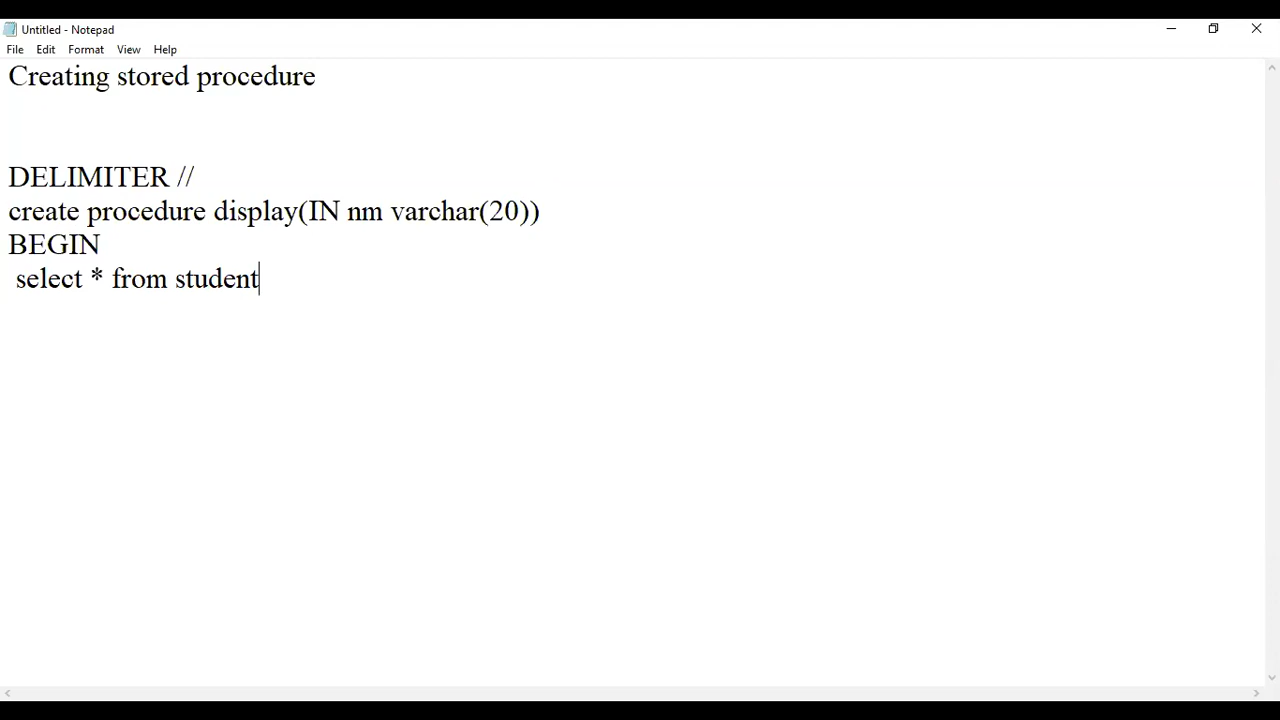 Untitled - Notepad
File Edit Format View Help
Creating stored procedure
DELIMITER //
create procedure display(IN nm varchar(20))
BEGIN
select * from student